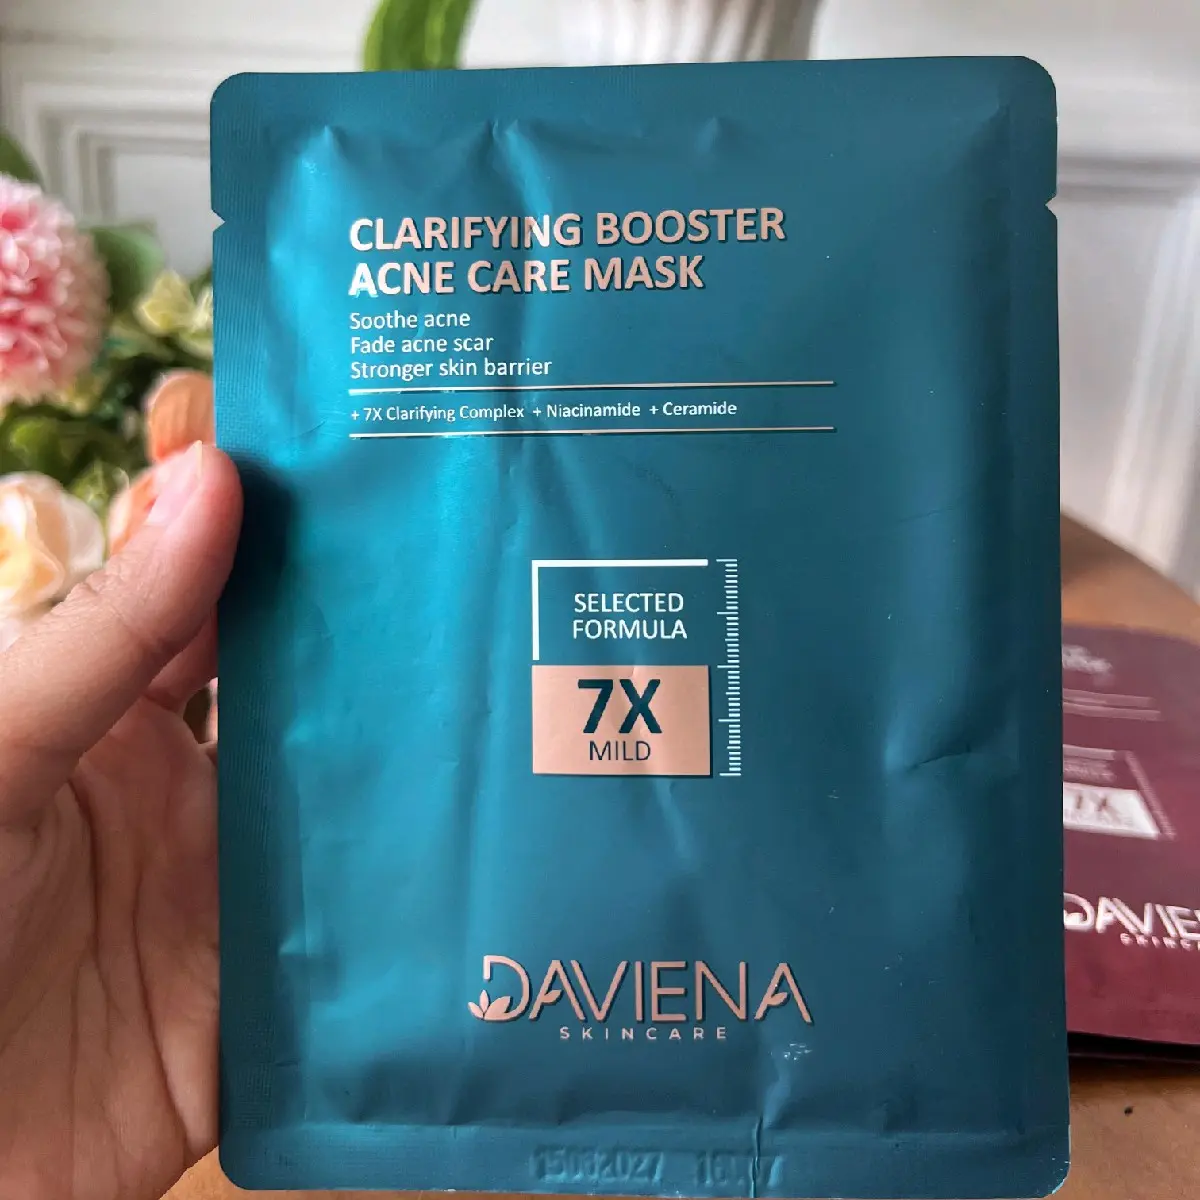 CLARIFYING BOOSTER
ACNE CARE MASK
Soothe acne
Fade acne scar
Stronger skin barrier
+ 7X Clarifying Complex + Niacinamide + Ceramide
SELECTED
FORMULA
7X
MILD
DAVIENA
SKINCARE
7X